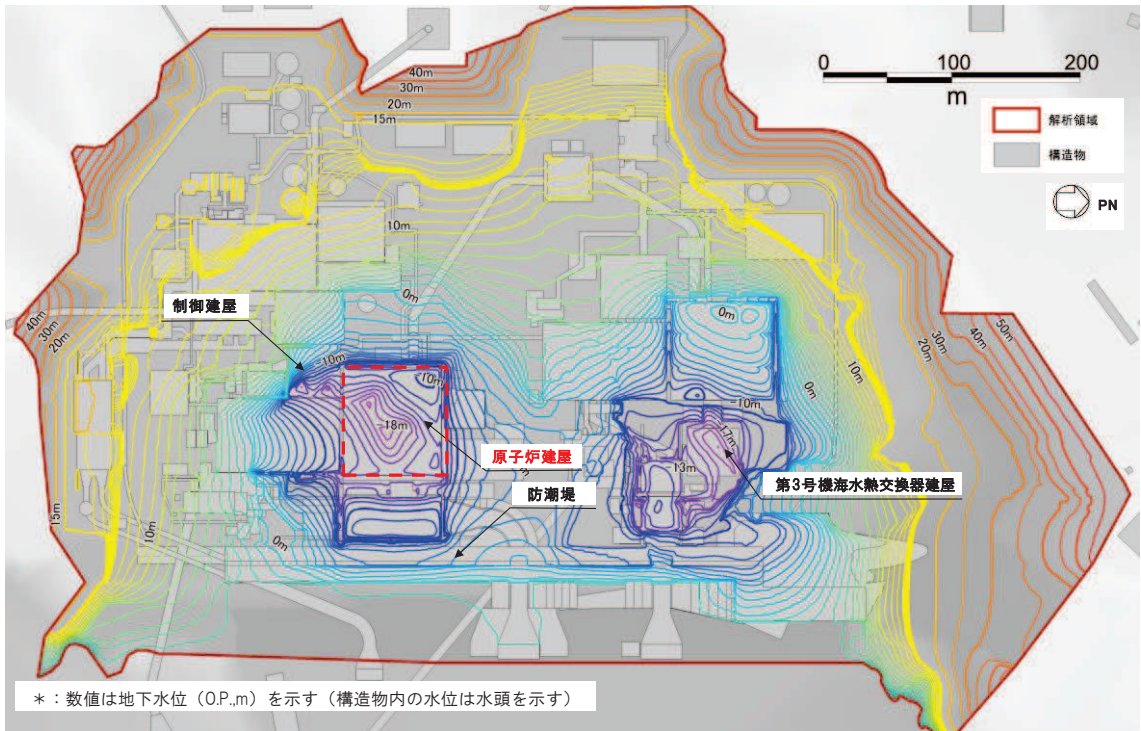 40m
30m
20m
15m
0 100 200
m
解析領域
構造物
PN
10m
0m
0m
制御建屋
40m
30m
20m
-10m
-10m
-18m
原子炉建屋
防潮堤
-10m
-17m
-13m
第3号機海水熱交換器建屋
0m
10m
20m
30m
40m
50m
15m
10m
0m
＊：数値は地下水位（O.P.,m）を示す（構造物内の水位は水頭を示す）